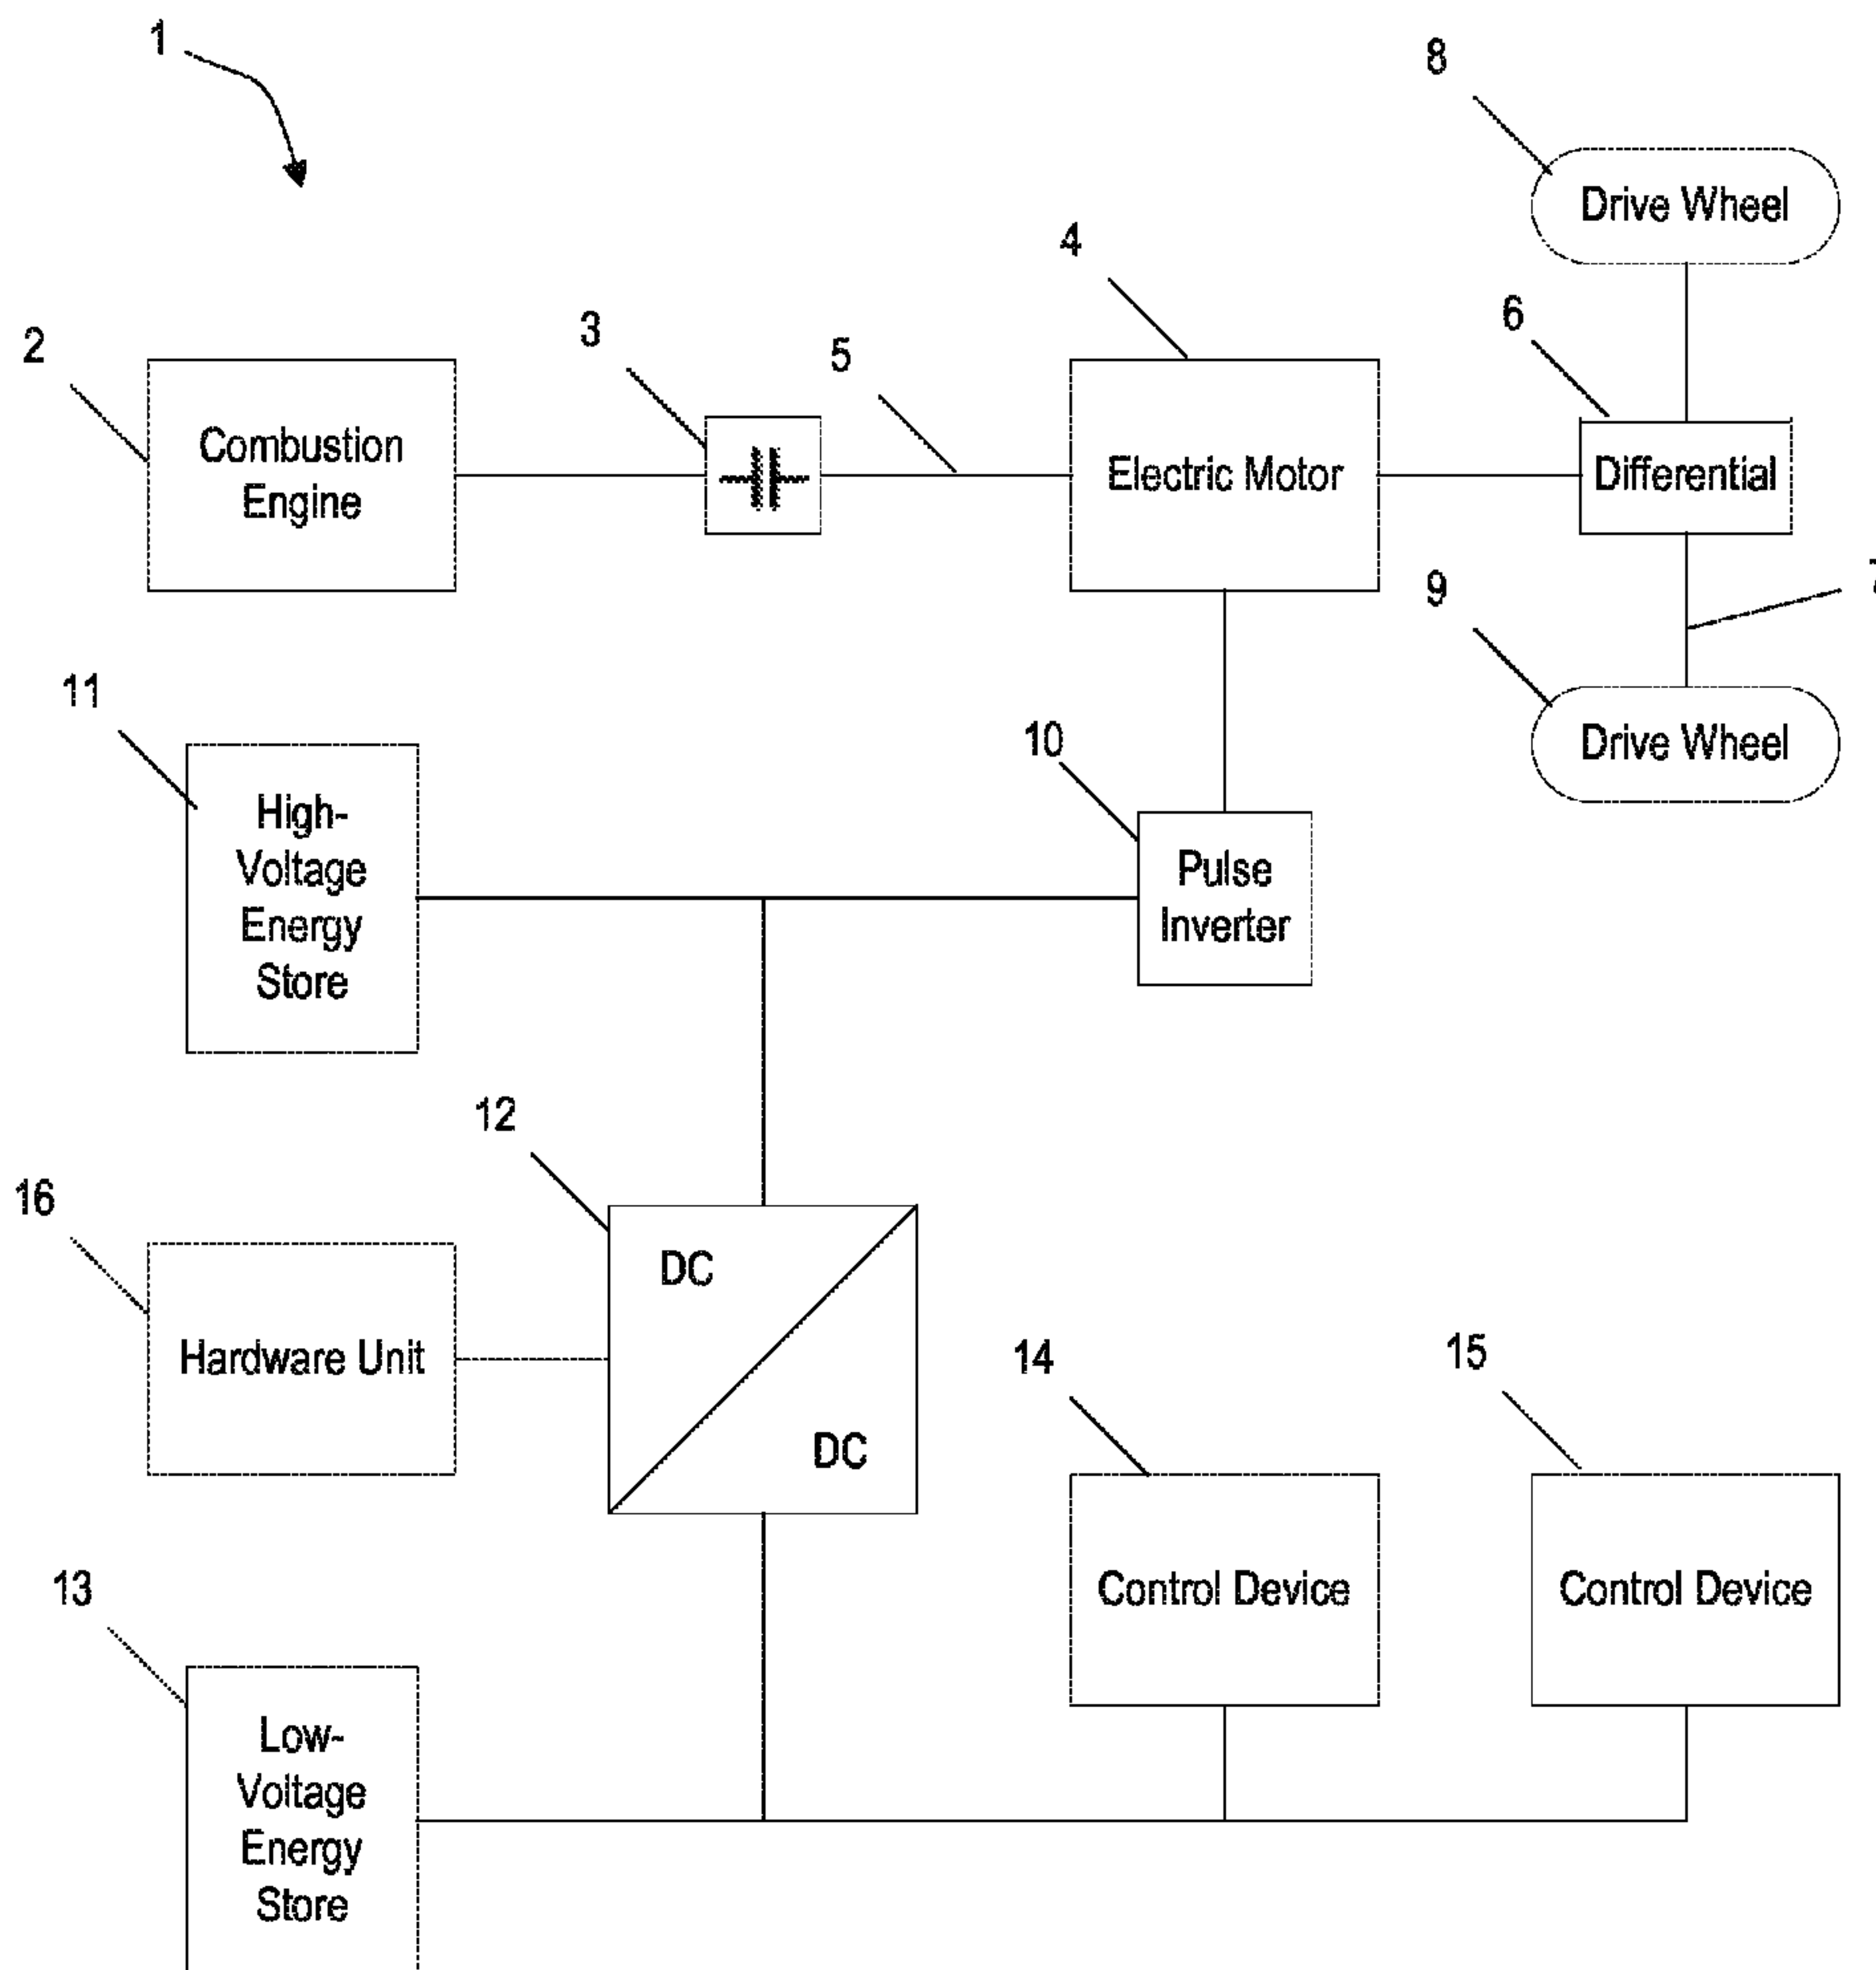 1
8
Drive Wheel
4
6
2
3
5
Combustion
Engine
Electric Motor
Differential
7
9
11
10
Drive Wheel
High-
Voltage
Energy
Store
Pulse
Inverter
12
16
DC
Hardware Unit
14
15
DC
13
Control Device
Control Device
Low-
Voltage
Energy
Store